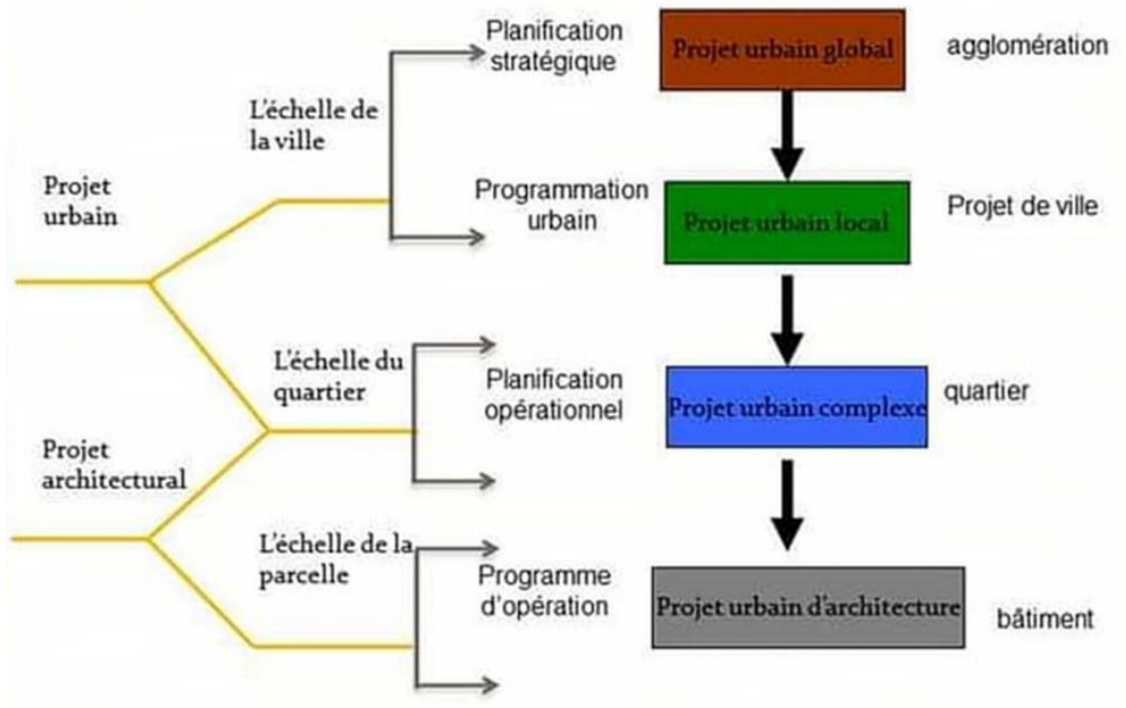 Planification
stratégique
Projet urbain global
agglomération
L'échelle de
la ville
Projet
urbain
Programmation
urbain
Projet urbain local
Projet de ville
L'échelle du
quartier
Planification
opérationnel
Projet urbain complexe
quartier
Projet
architectural
L'échelle de la
parcelle
Programme
d'opération
Projet urbain d'architecture
bâtiment